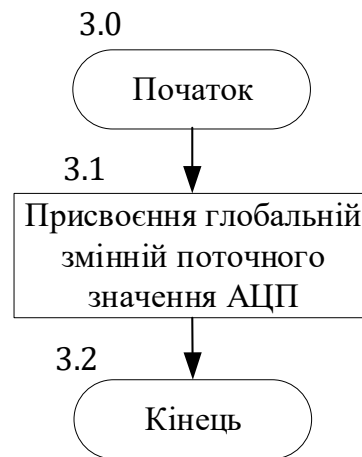 3.0
Початок
3.1
Присвоєння глобальній
змінній поточного
значення АЦП
3.2
Кінець